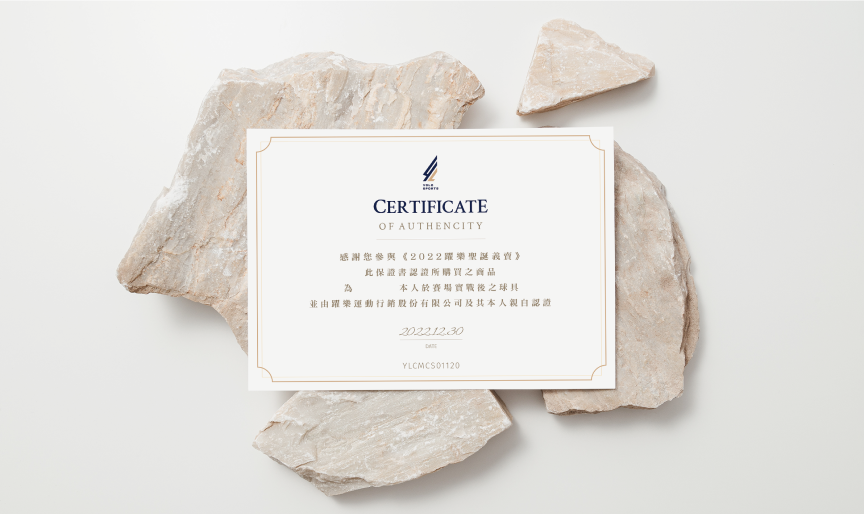 YOLO
SPORTS
CERTIFICATE
OF AUTHENCITY
感謝您參與《2022躍樂聖誕義賣》
此保證書認證所購買之商品
為　　　本人於賽場實戰後之球具
並由躍樂運動行銷股份有限公司及其本人親自認證
2022.12.30
DATE
YLCMCS01120